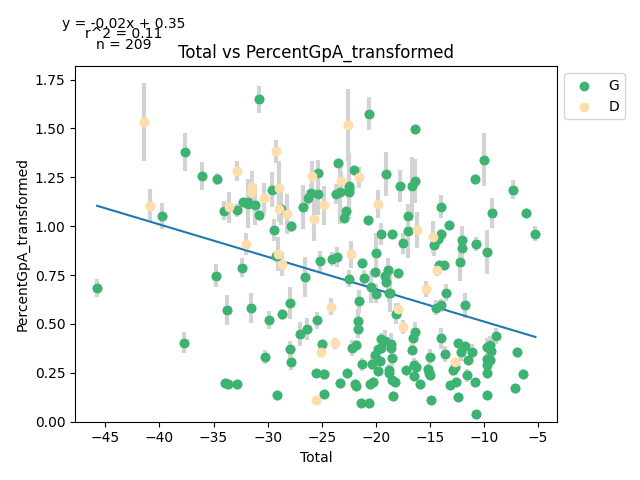 y = -0.02x + 0.35
r^2 = 0.11
n = 209
Total vs PercentGpA_transformed
G
D
PercentGpA_transformed
1.75
1.50
1.25
1.00
0.75
0.50
0.25
0.00
−45 −40 −35 −30 −25 −20 −15 −10 −5
Total